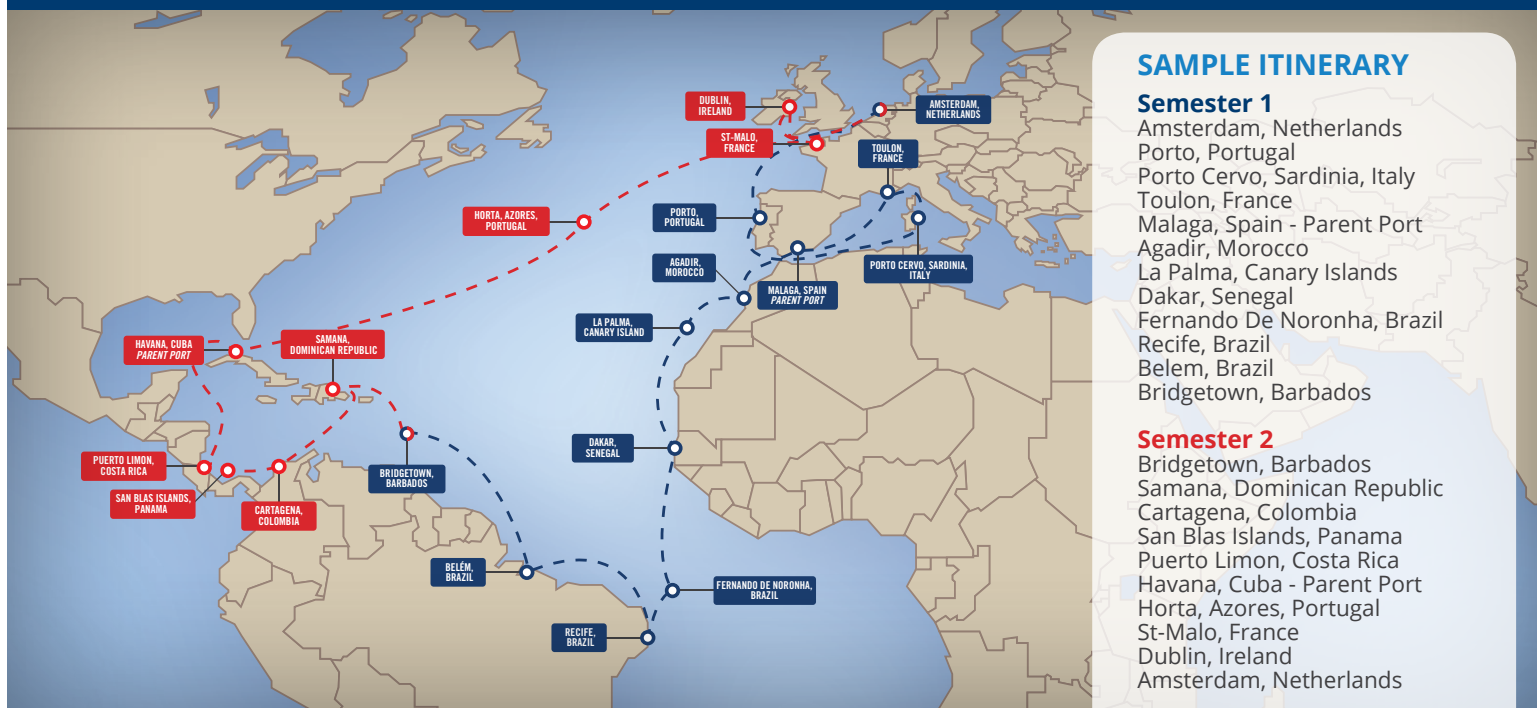 DUBLIN,
IRELAND
AMSTERDAM,
NETHERLANDS
ST-MALO,
FRANCE
TOULON,
FRANCE
HORTA, AZORES,
PORTUGAL
PORTO,
PORTUGAL
AGADIR,
MOROCCO
PORTO CERVO, SARDINIA,
ITALY
MALAGA, SPAIN
PARENT PORT
LA PALMA,
CANARY ISLAND
HAVANA, CUBA
PARENT PORT
SAMANA,
DOMINICAN REPUBLIC
DAKAR,
SENEGAL
PUERTO LIMON,
COSTA RICA
SAN BLAS ISLANDS,
PANAMA
CARTAGENA,
COLOMBIA
BRIDGETOWN,
BARBADOS
BELÉM,
BRAZIL
FERNANDO DE NORONHA,
BRAZIL
RECIFE,
BRAZIL
SAMPLE ITINERARY
Semester 1
Amsterdam, Netherlands
Porto, Portugal
Porto Cervo, Sardinia, Italy
Toulon, France
Malaga, Spain - Parent Port
Agadir, Morocco
La Palma, Canary Islands
Dakar, Senegal
Fernando De Noronha, Brazil
Recife, Brazil
Belem, Brazil
Bridgetown, Barbados
Semester 2
Bridgetown, Barbados
Samana, Dominican Republic
Cartagena, Colombia
San Blas Islands, Panama
Puerto Limon, Costa Rica
Havana, Cuba - Parent Port
Horta, Azores, Portugal
St-Malo, France
Dublin, Ireland
Amsterdam, Netherlands